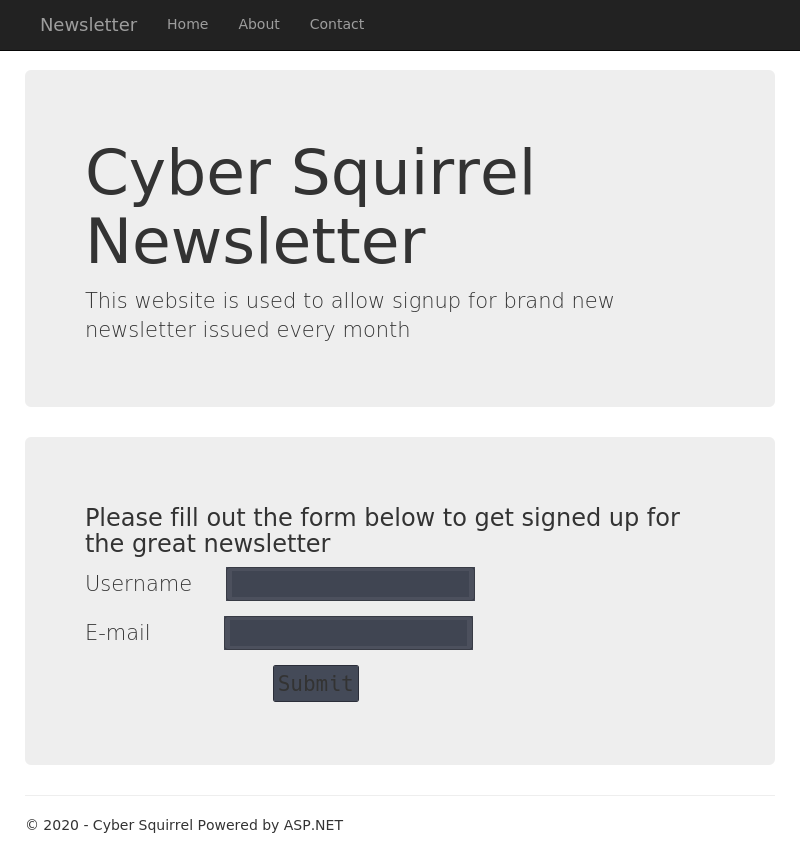 Newsletter Home About Contact
Cyber Squirrel
Newsletter
This website is used to allow signup for brand new
newsletter issued every month
Please fill out the form below to get signed up for
the great newsletter
Username
E-mail
Submit
© 2020 - Cyber Squirrel Powered by ASP.NET